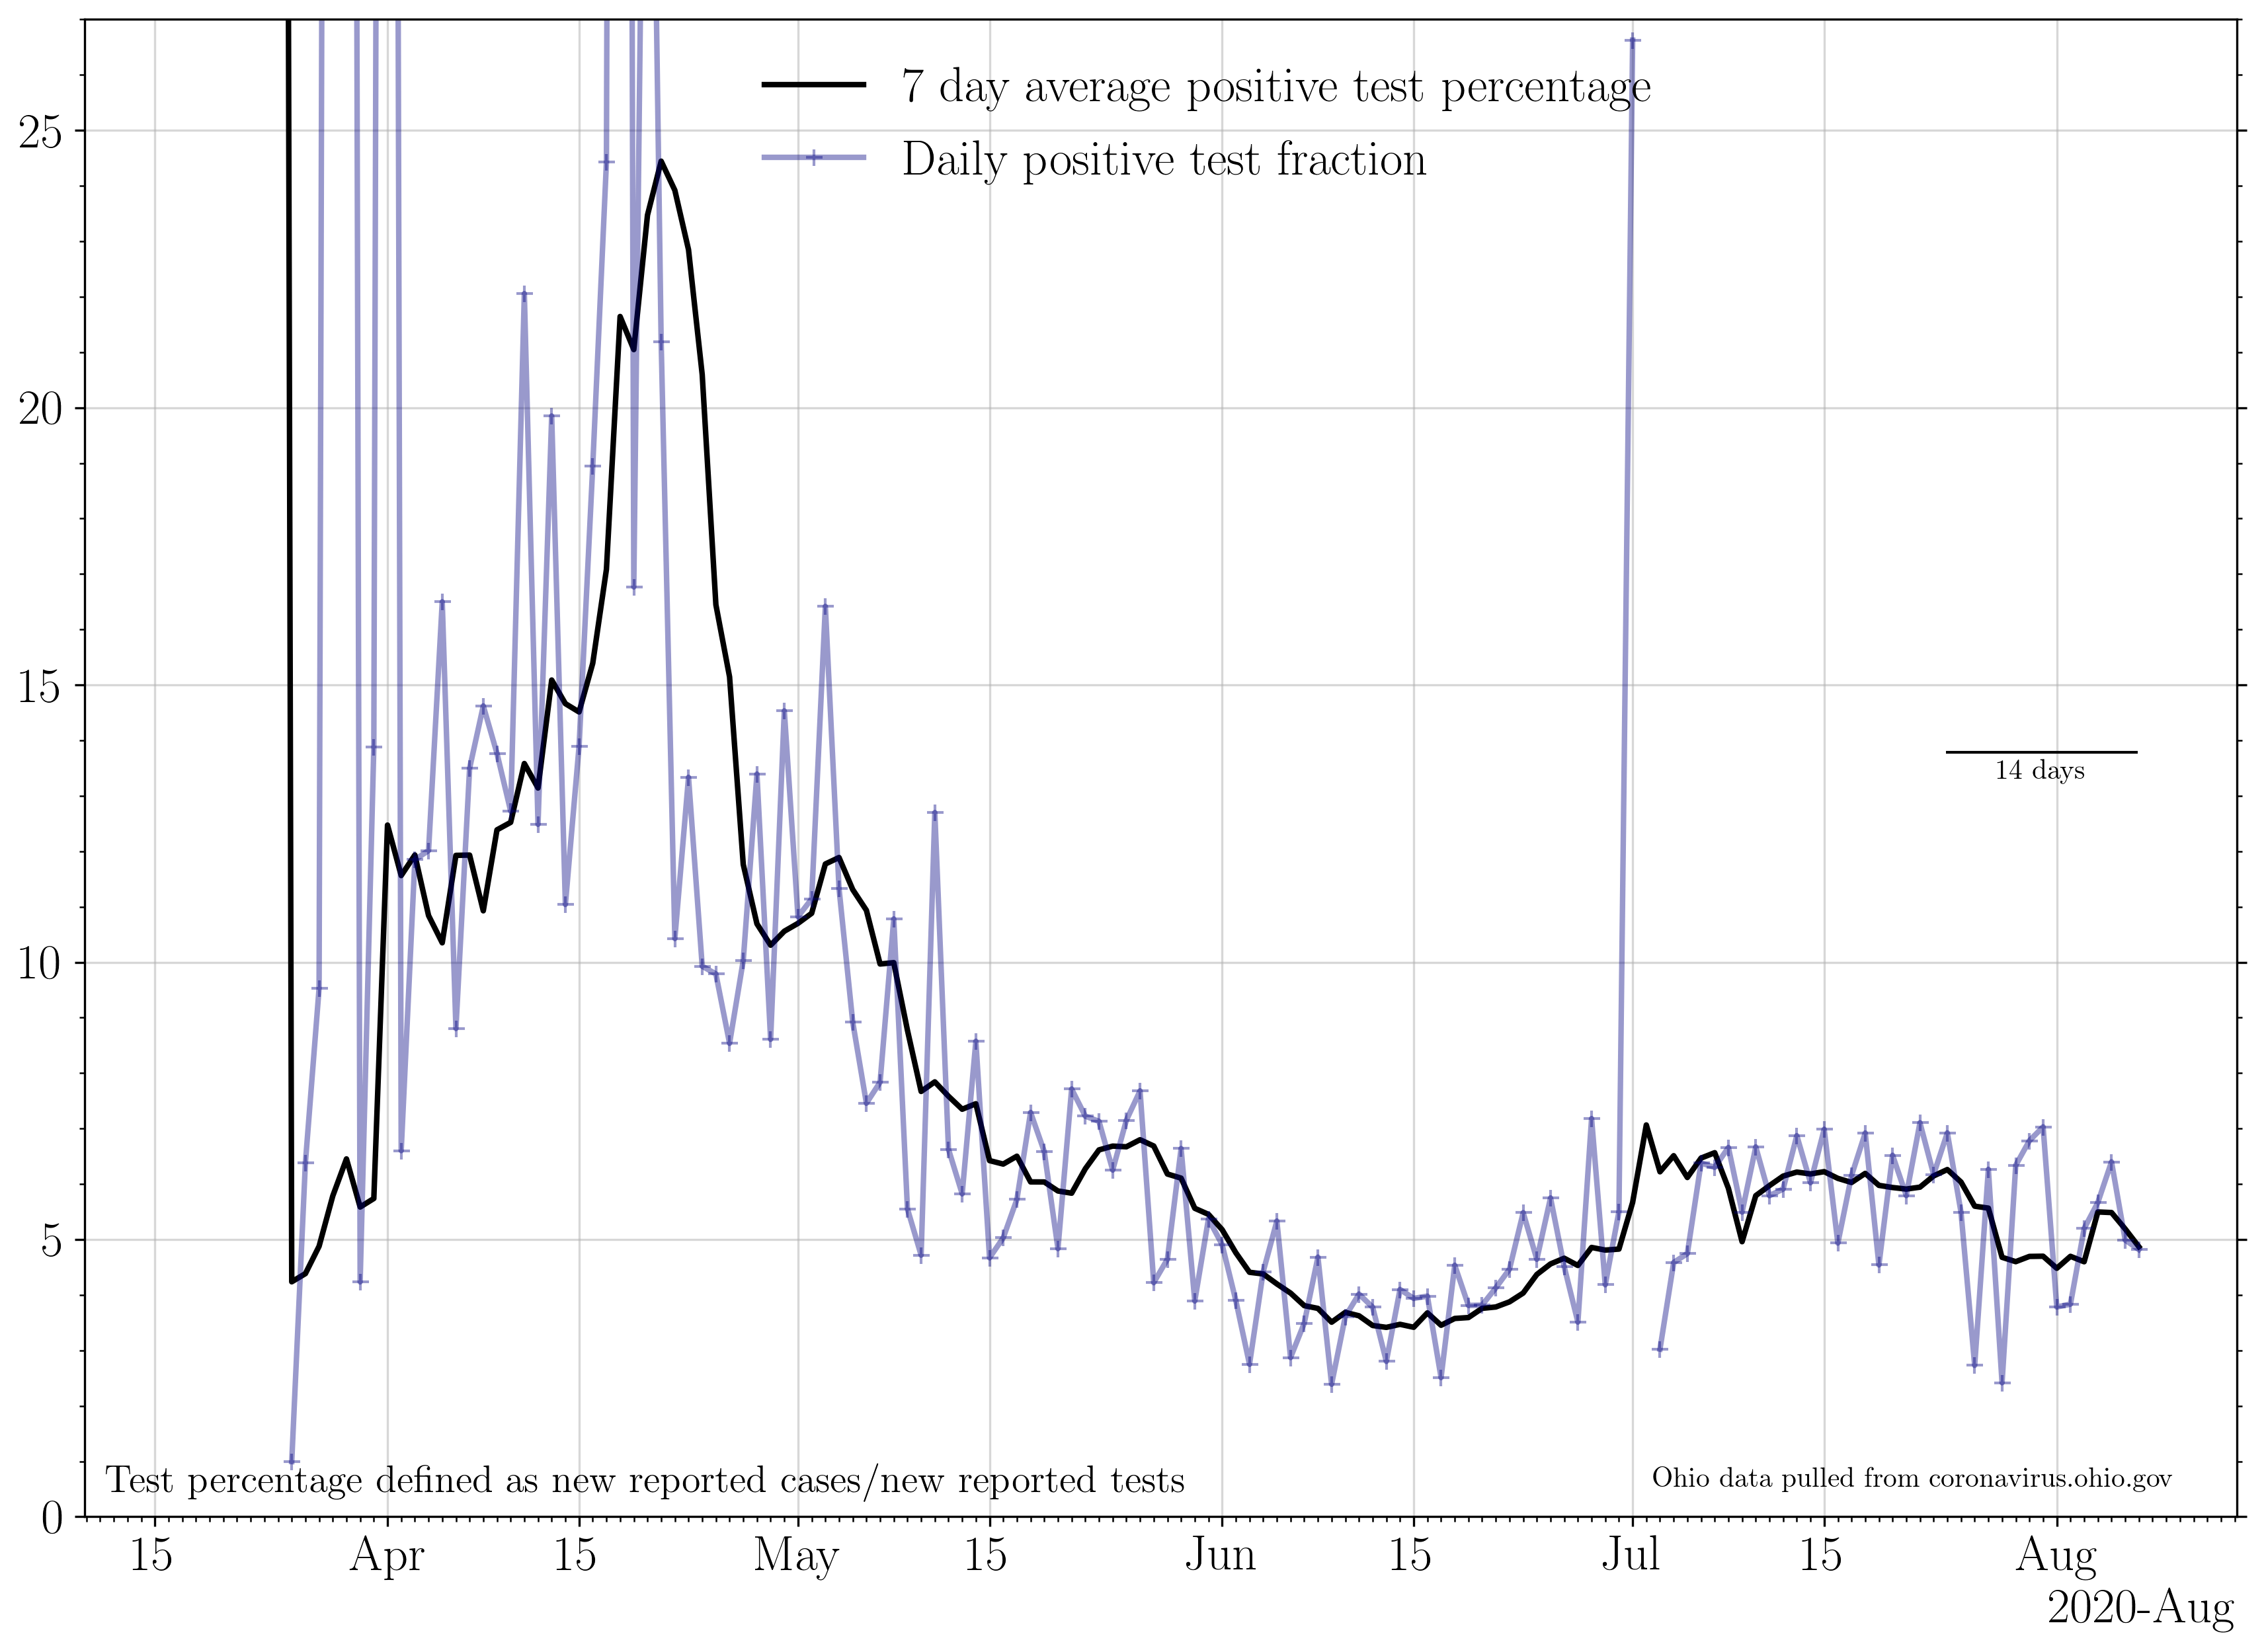 7 day average positive test percentage
Daily positive test fraction
25
20
15
10
5
0
14 days
Test percentage defined as new reported cases/new reported tests
Ohio data pulled from coronavirus.ohio.gov
15 Apr 15 May 15 Jun 15 Jul 15 Aug
2020-Aug